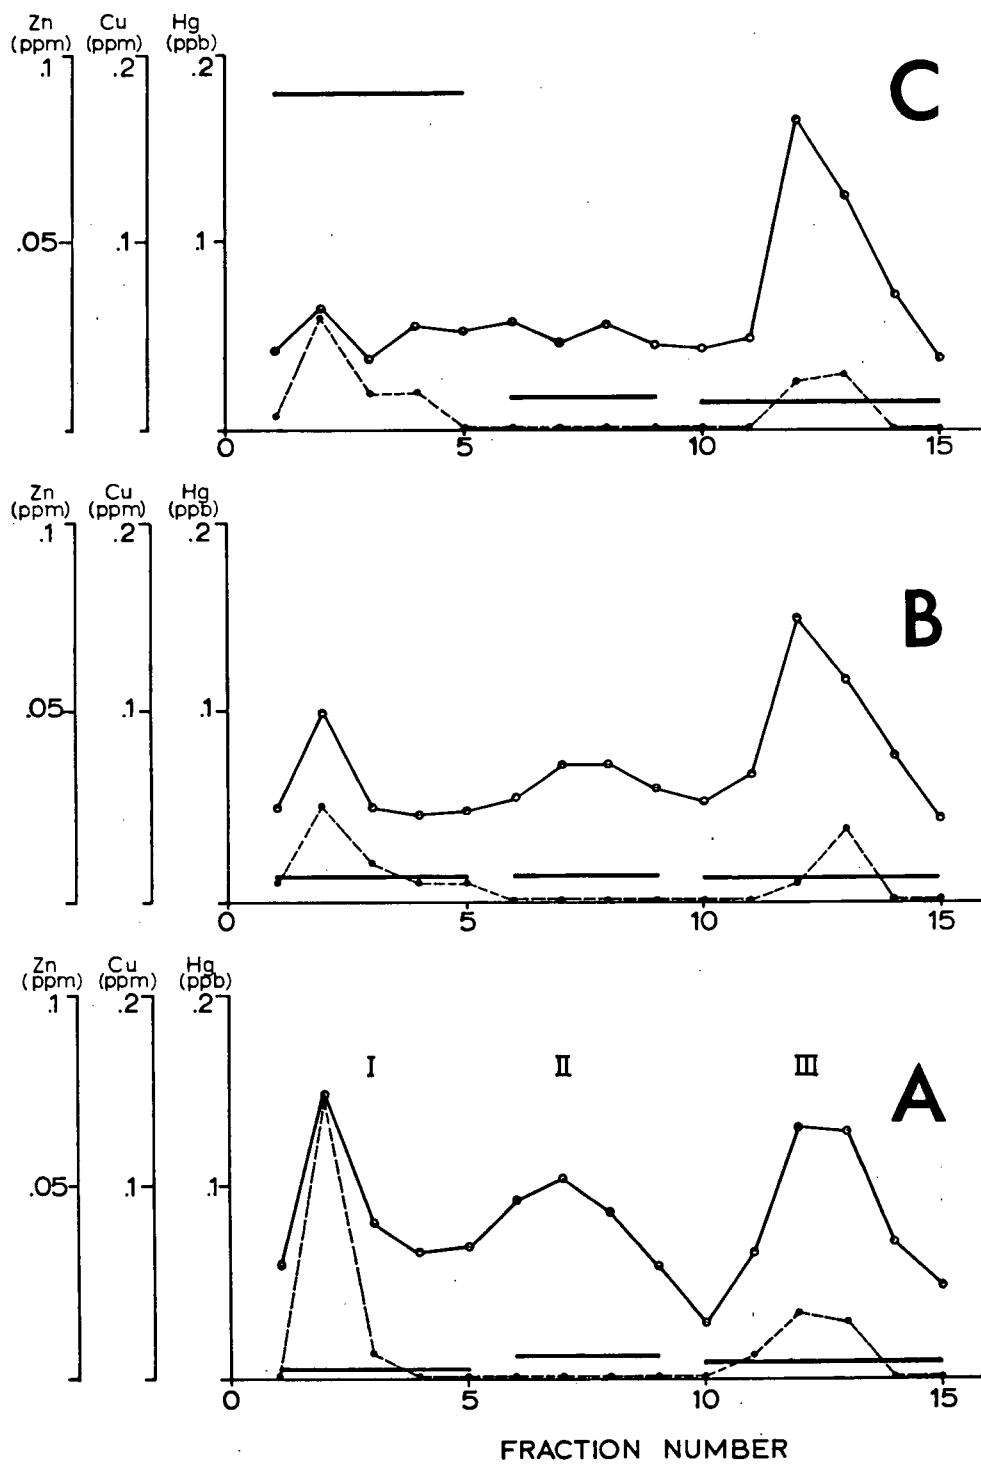 Zn Cu Hg
(ppm) (ppm) (ppb)
.1 .2 .2
C
.05 .1 .1
0 5 10 15
Zn Cu Hg
(ppm) (ppm) (ppb)
.1 .2 .2
B
.05 .1 .1
0 5 10 15
Zn Cu Hg
(ppm) (ppm) (ppb)
.1 .2 .2
I II III
A
.05 .1 .1
0 5 10 15
FRACTION NUMBER